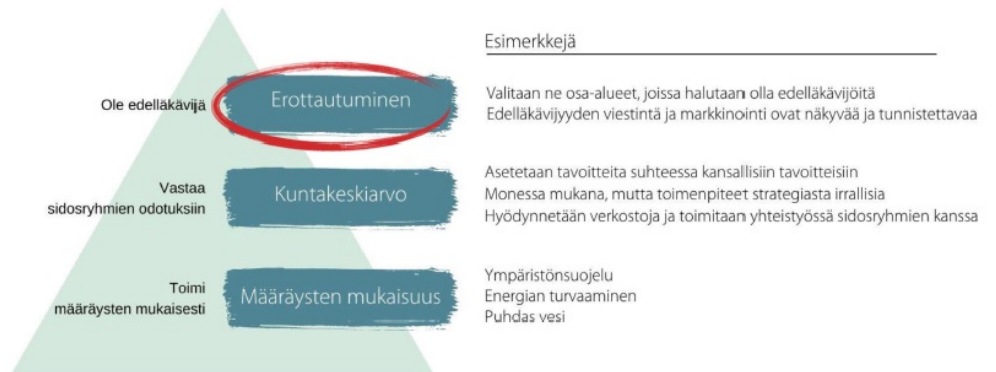 Esimerkkejä
Ole edelläkävijä
Erottautuminen
Valitaan ne osa-alueet, joissa halutaan olla edelläkävijöitä
Edelläkävijyyden viestintä ja markkinointi ovat näkyvää ja tunnistettavaa
Vastaa
sidosryhmien odotuksiin
Kuntakeskiarvo
Asetetaan tavoitteita suhteessa kansallisiin tavoitteisiin
Monessa mukana, mutta toimenpiteet strategiasta irrallisia
Hyödynnetään verkostoja ja toimitaan yhteistyössä sidosryhmien kanssa
Toimi
määräysten mukaisesti
Määräysten mukaisuus
Ympäristönsuojelu
Energian turvaaminen
Puhdas vesi